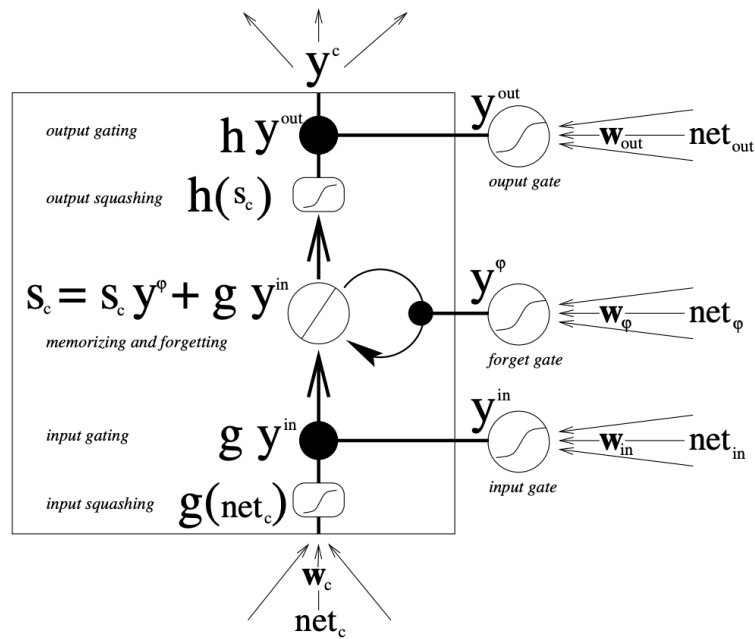 y^c
output gating
h y^out
y^out
w_out
net_out
ouput gate
output squashing
h(s_c)
s_c = s_c y^φ + g y^in
memorizing and forgetting
y^φ
w_φ
net_φ
forget gate
input gating
g y^in
y^in
w_in
net_in
input gate
input squashing
g(net_c)
w_c
net_c